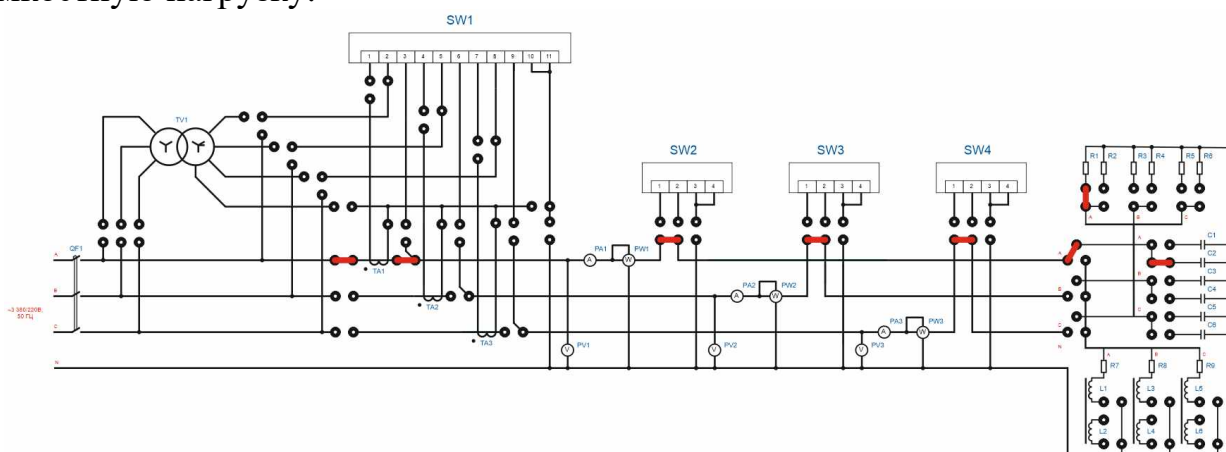 SW1
1 2 3 4 5 6 7 8 9 10 11
TV1
SW2
1 2 3 4
SW3
1 2 3 4
SW4
1 2 3 4
R1 R2 R3 R4 R5 R6
A B C
QF1
A
B
C
N
~3 380/220В,
50 ГЦ
TA1
TA2
TA3
PA1 PW1
A W
PA2 PW2
A W
PA3 PW3
A W
V PV1
V PV2
V PV3
A
B
C
N
A
B
C
C1
C2
C3
C4
C5
C6
A B C
R7 R8 R9
L1 L3 L5
L2 L4 L6